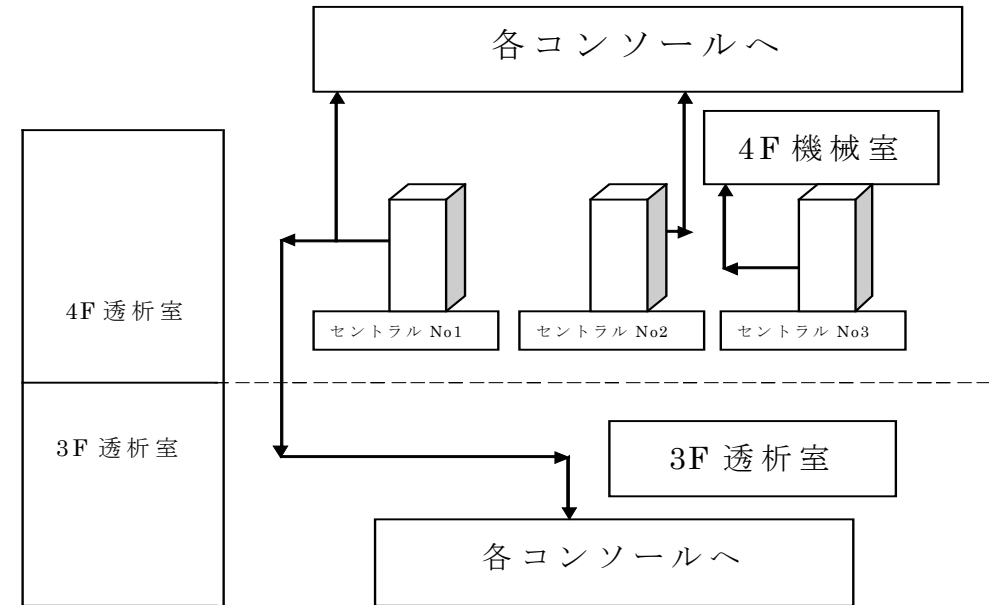 各コンソールへ
4F 機械室
4F 透析室
セントラル No1
セントラル No2
セントラル No3
3F 透析室
3F 透析室
各コンソールへ